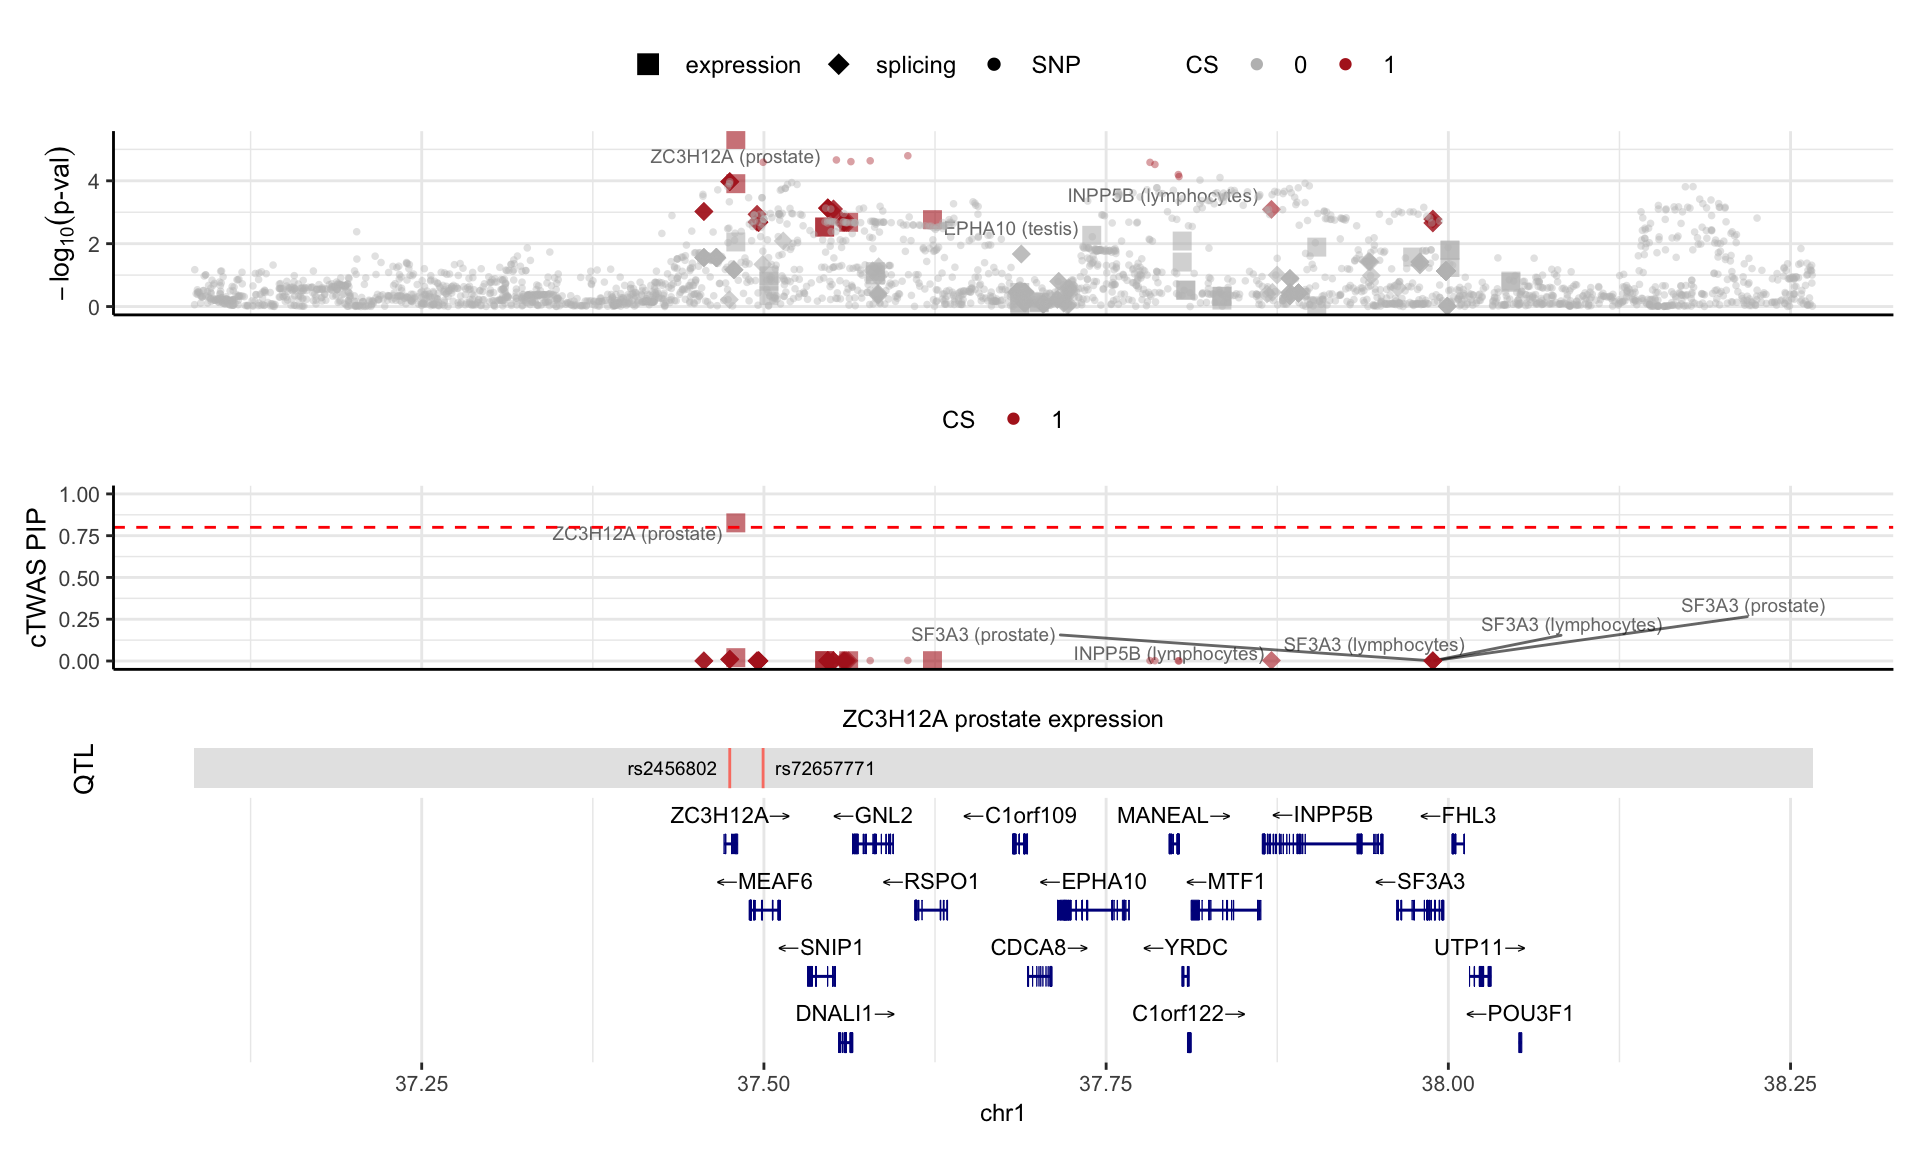 expression splicing SNP CS 0 1
−log10(p-val)
4
2
0
ZC3H12A (prostate)
INPP5B (lymphocytes)
EPHA10 (testis)
CS 1
cTWAS PIP
1.00
0.75
0.50
0.25
0.00
ZC3H12A (prostate)
SF3A3 (prostate)
SF3A3 (lymphocytes)
SF3A3 (prostate)
SF3A3 (lymphocytes)
INPP5B (lymphocytes)
ZC3H12A prostate expression
QTL
rs2456802 rs72657771
ZC3H12A→ ←GNL2 ←C1orf109 MANEAL→ ←INPP5B ←FHL3
←MEAF6 ←RSPO1 ←EPHA10 ←MTF1 ←SF3A3
←SNIP1 CDCA8→ ←YRDC UTP11→
DNALI1→ C1orf122→ ←POU3F1
37.25 37.50 37.75 38.00 38.25
chr1